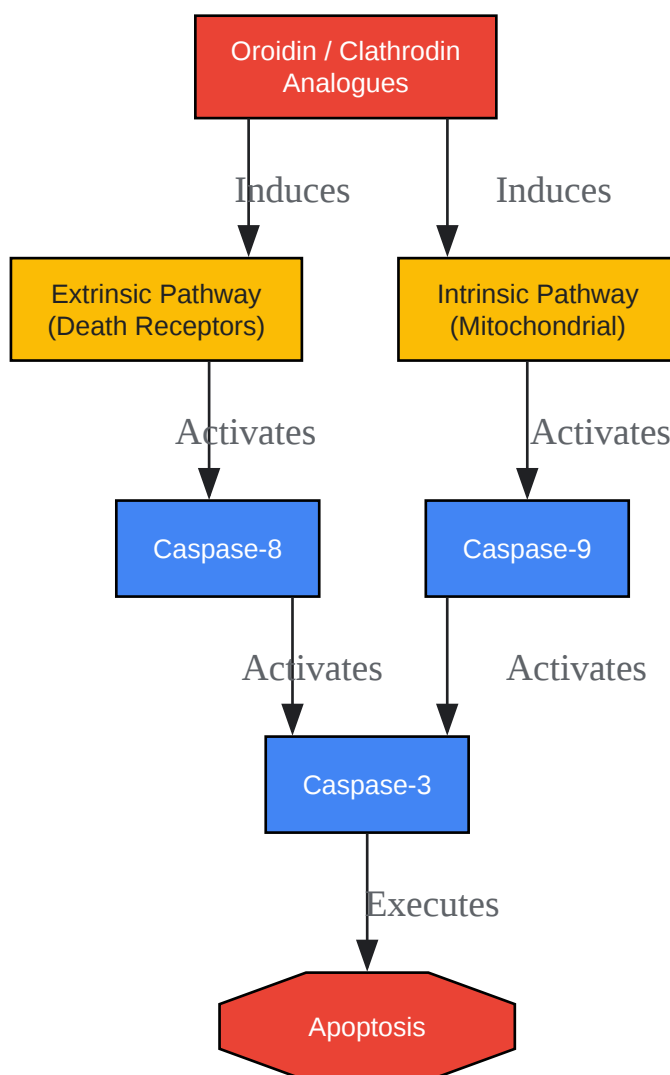 Oroidin / Clathrodin
Analogues
Induces
Induces
Extrinsic Pathway
(Death Receptors)
Intrinsic Pathway
(Mitochondrial)
Activates
Activates
Caspase-8
Caspase-9
Activates
Activates
Caspase-3
Executes
Apoptosis